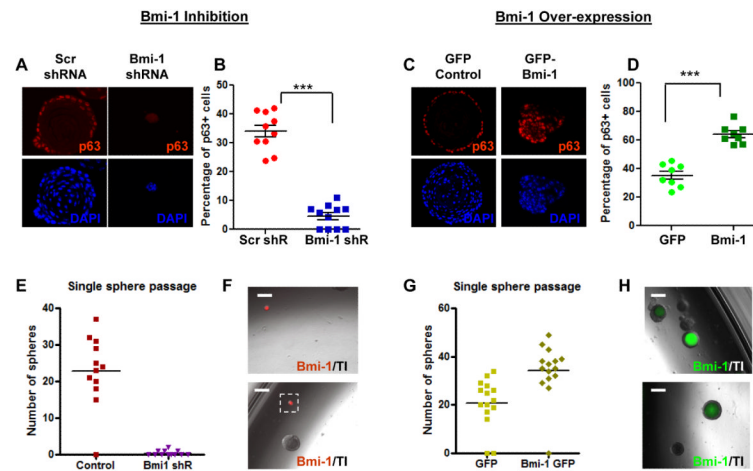 Bmi-1 Inhibition
Bmi-1 Over-expression
A
Scr
shRNA
Bmi-1
shRNA
p63
p63
DAPI
DAPI
B
Percentage of p63+ cells
50
40
30
20
10
0
***
Scr shR
Bmi-1 shR
C
GFP
Control
GFP-
Bmi-1
p63
p63
DAPI
DAPI
D
Percentage of p63+ cells
100
80
60
40
20
0
***
GFP
Bmi-1
E
Single sphere passage
Number of spheres
40
30
20
10
0
Control
Bmi1 shR
F
Bmi-1/TI
Bmi-1/TI
G
Single sphere passage
Number of spheres
60
40
20
0
GFP
Bmi-1 GFP
H
Bmi-1/TI
Bmi-1/TI